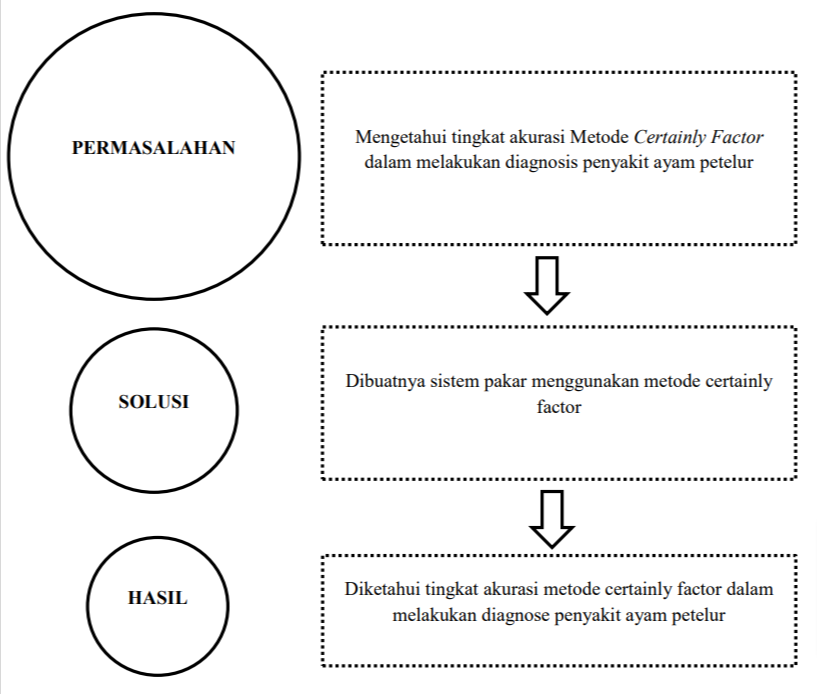 PERMASALAHAN
Mengetahui tingkat akurasi Metode Certainly Factor
dalam melakukan diagnosis penyakit ayam petelur
SOLUSI
Dibuatnya sistem pakar menggunakan metode certainly
factor
HASIL
Diketahui tingkat akurasi metode certainly factor dalam
melakukan diagnose penyakit ayam petelur